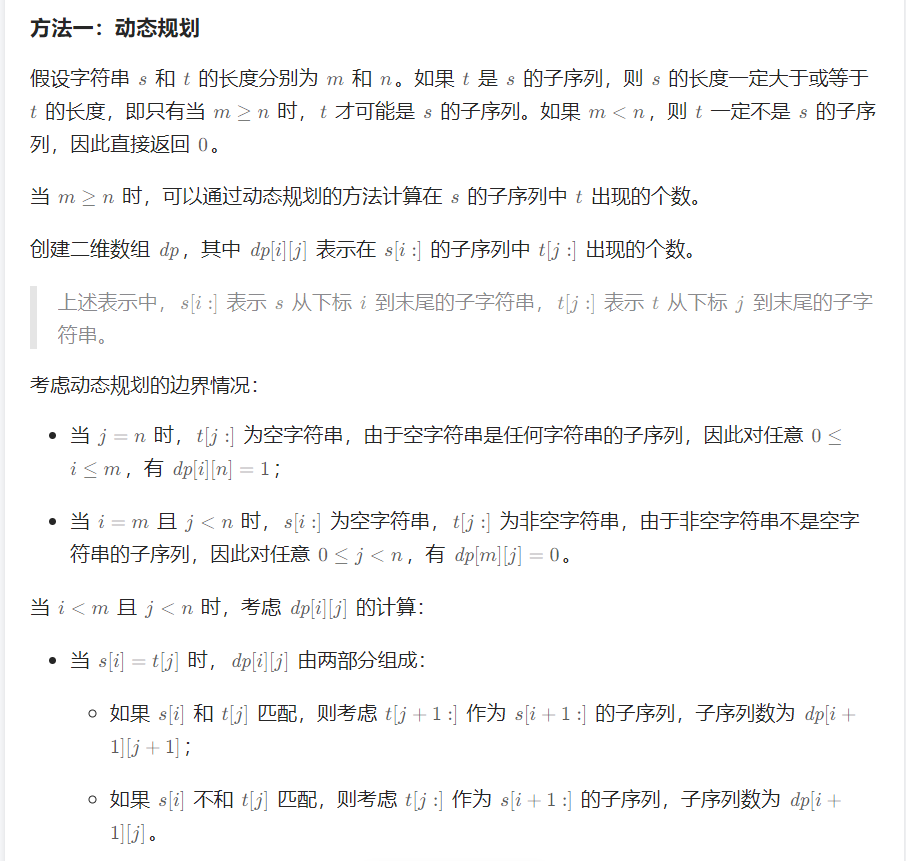 方法一：动态规划
假设字符串 s 和 t 的长度分别为 m 和 n。如果 t 是 s 的子序列，则 s 的长度一定大于或等于
t 的长度，即只有当 m ≥ n 时，t 才可能是 s 的子序列。如果 m < n，则 t 一定不是 s 的子序
列，因此直接返回 0。
当 m ≥ n 时，可以通过动态规划的方法计算在 s 的子序列中 t 出现的个数。
创建二维数组 dp，其中 dp[i][j] 表示在 s[i:] 的子序列中 t[j:] 出现的个数。
上述表示中，s[i:] 表示 s 从下标 i 到末尾的子字符串，t[j:] 表示 t 从下标 j 到末尾的子字
符串。
考虑动态规划的边界情况：
• 当 j = n 时，t[j:] 为空字符串，由于空字符串是任何字符串的子序列，因此对任意 0 ≤
i ≤ m，有 dp[i][n] = 1；
• 当 i = m 且 j < n 时，s[i:] 为空字符串，t[j:] 为非空字符串，由于非空字符串不是空字
符串的子序列，因此对任意 0 ≤ j < n，有 dp[m][j] = 0。
当 i < m 且 j < n 时，考虑 dp[i][j] 的计算：
• 当 s[i] = t[j] 时，dp[i][j] 由两部分组成：
◦ 如果 s[i] 和 t[j] 匹配，则考虑 t[j + 1:] 作为 s[i + 1:] 的子序列，子序列数为 dp[i +
1][j + 1]；
◦ 如果 s[i] 不和 t[j] 匹配，则考虑 t[j:] 作为 s[i + 1:] 的子序列，子序列数为 dp[i +
1][j]。